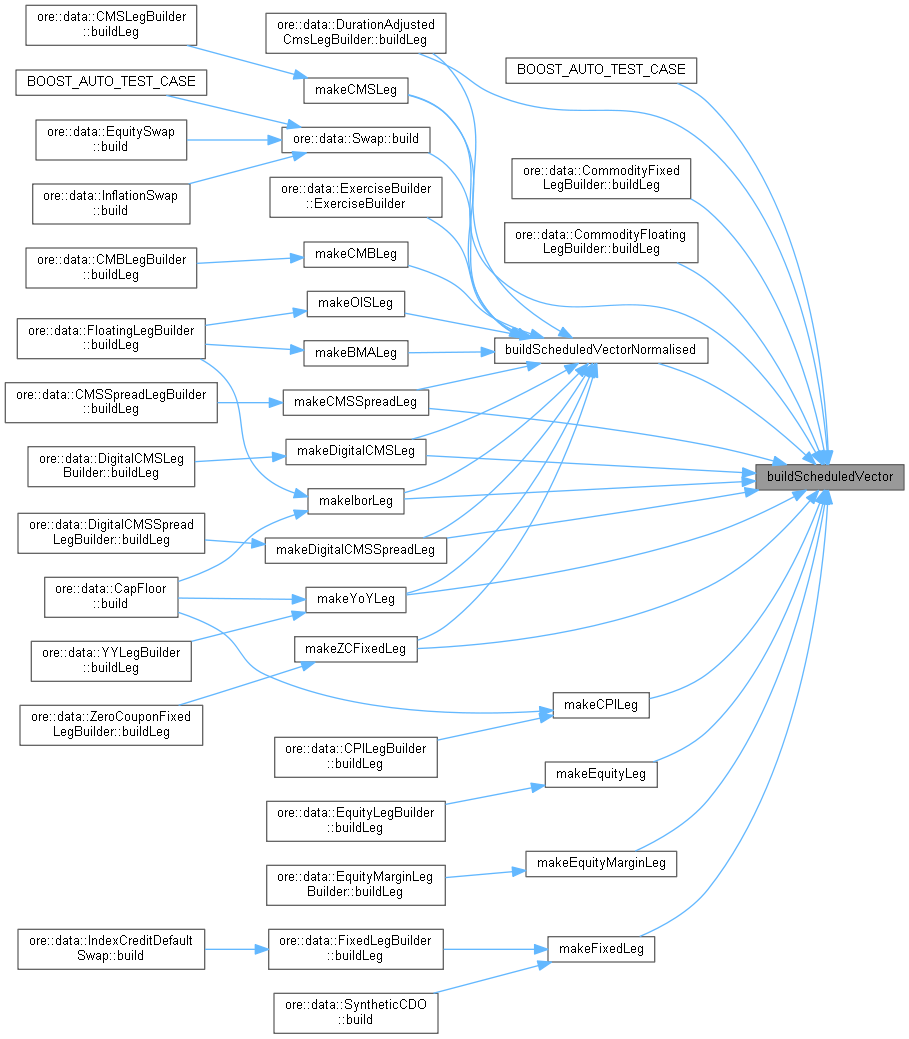 ore::data::CMSLegBuilder
::buildLeg
ore::data::DurationAdjusted
CmsLegBuilder::buildLeg
BOOST_AUTO_TEST_CASE
BOOST_AUTO_TEST_CASE
makeCMSLeg
ore::data::EquitySwap
::build
ore::data::Swap::build
ore::data::InflationSwap
::build
ore::data::ExerciseBuilder
::ExerciseBuilder
ore::data::CommodityFixed
LegBuilder::buildLeg
ore::data::CommodityFloating
LegBuilder::buildLeg
ore::data::CMBLegBuilder
::buildLeg
makeCMBLeg
makeOISLeg
ore::data::FloatingLegBuilder
::buildLeg
makeBMALeg
buildScheduledVectorNormalised
ore::data::CMSSpreadLegBuilder
::buildLeg
makeCMSSpreadLeg
ore::data::DigitalCMSLeg
Builder::buildLeg
makeDigitalCMSLeg
buildScheduledVector
makeIborLeg
ore::data::DigitalCMSSpread
LegBuilder::buildLeg
makeDigitalCMSSpreadLeg
ore::data::CapFloor
::build
makeYoYLeg
ore::data::YYLegBuilder
::buildLeg
makeZCFixedLeg
ore::data::ZeroCouponFixed
LegBuilder::buildLeg
makeCPILeg
ore::data::CPILegBuilder
::buildLeg
makeEquityLeg
ore::data::EquityLegBuilder
::buildLeg
makeEquityMarginLeg
ore::data::EquityMarginLeg
Builder::buildLeg
ore::data::IndexCreditDefault
Swap::build
ore::data::FixedLegBuilder
::buildLeg
makeFixedLeg
ore::data::SyntheticCDO
::build